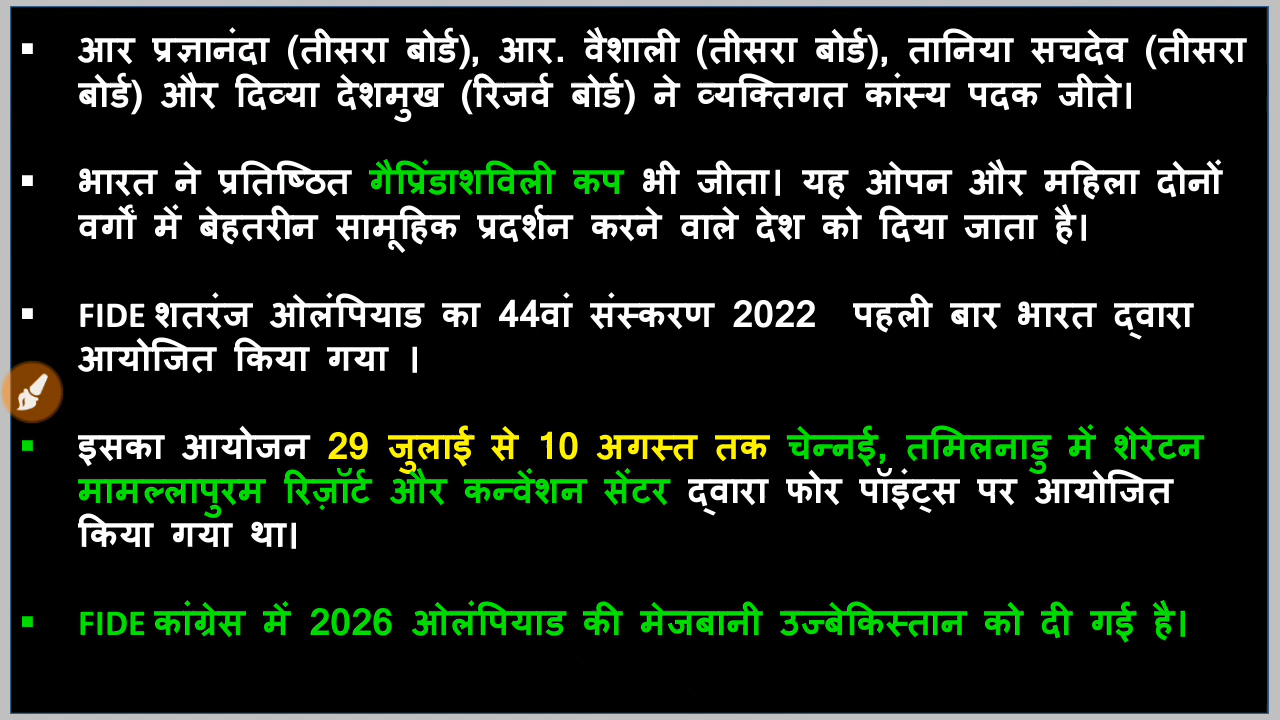 ▪ आर प्रज्ञानंदा (तीसरा बोर्ड), आर. वैशाली (तीसरा बोर्ड), तानिया सचदेव (तीसरा
बोर्ड) और दिव्या देशमुख (रिजर्व बोर्ड) ने व्यक्तिगत कांस्य पदक जीते।
▪ भारत ने प्रतिष्ठित गैप्रिंडाशविली कप भी जीता। यह ओपन और महिला दोनों
वर्गों में बेहतरीन सामूहिक प्रदर्शन करने वाले देश को दिया जाता है।
▪ FIDE शतरंज ओलंपियाड का 44वां संस्करण 2022 पहली बार भारत द्वारा
आयोजित किया गया ।
▪ इसका आयोजन 29 जुलाई से 10 अगस्त तक चेन्नई, तमिलनाडु में शेरेटन
मामल्लापुरम रिज़ॉर्ट और कन्वेंशन सेंटर द्वारा फोर पॉइंट्स पर आयोजित
किया गया था।
▪ FIDE कांग्रेस में 2026 ओलंपियाड की मेजबानी उज्बेकिस्तान को दी गई है।